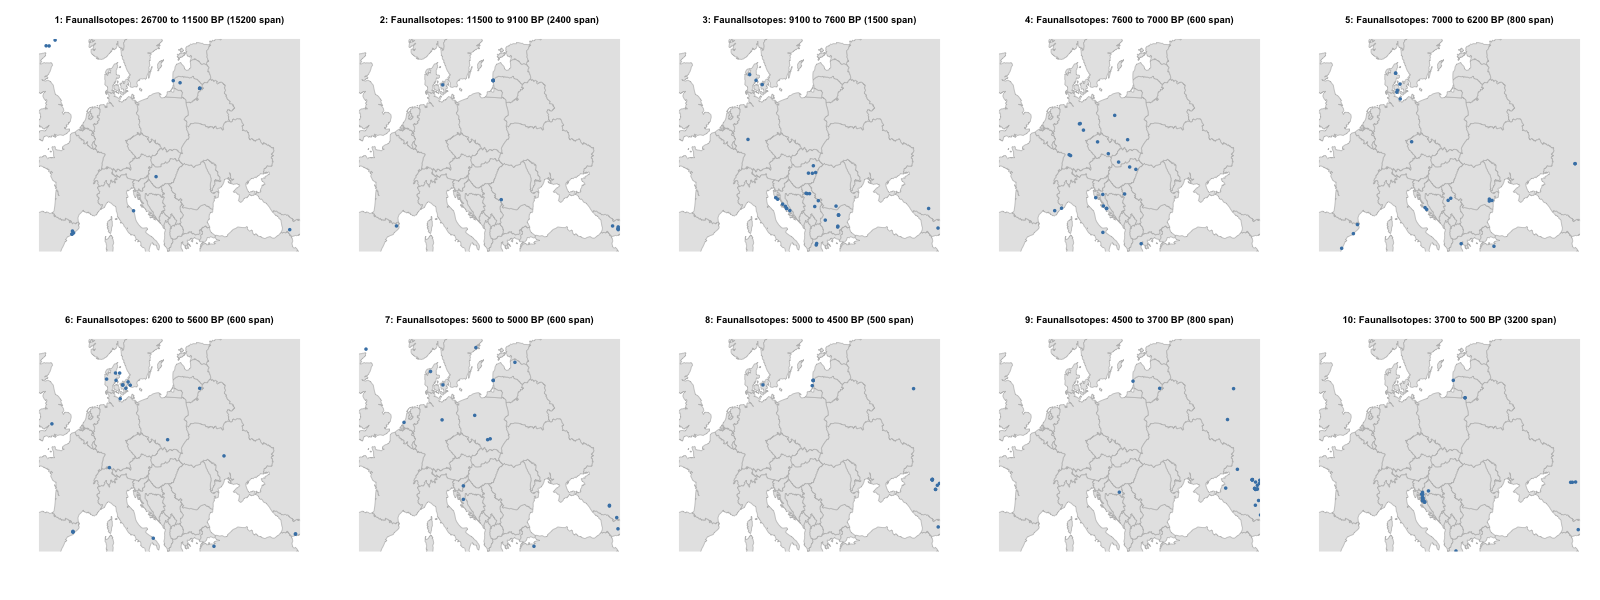 1: FaunalIsotopes: 26700 to 11500 BP (15200 span)
2: FaunalIsotopes: 11500 to 9100 BP (2400 span)
3: FaunalIsotopes: 9100 to 7600 BP (1500 span)
4: FaunalIsotopes: 7600 to 7000 BP (600 span)
5: FaunalIsotopes: 7000 to 6200 BP (800 span)
6: FaunalIsotopes: 6200 to 5600 BP (600 span)
7: FaunalIsotopes: 5600 to 5000 BP (600 span)
8: FaunalIsotopes: 5000 to 4500 BP (500 span)
9: FaunalIsotopes: 4500 to 3700 BP (800 span)
10: FaunalIsotopes: 3700 to 500 BP (3200 span)